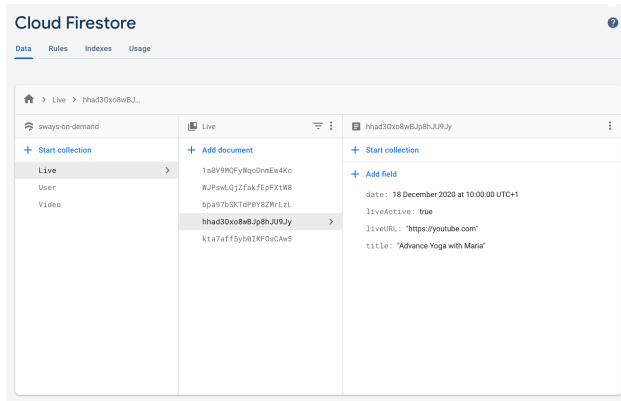 Cloud Firestore
Data Rules Indexes Usage
Live > hhad3Oxo8wBJ...
sways-on-demand
Start collection
Live
User
Video
Live
Add document
1a0V9MQFyWqoDnmEw4Kc
WJPswLQjZfakfEpFXtW8
bpa97bSKTdP0Y8ZMrLzL
hhad3Oxo8wBJp8hJU9Jy
kta7aff5yb0IKFOsCAw5
hhad3Oxo8wBJp8hJU9Jy
Start collection
Add field
date: 18 December 2020 at 10:00:00 UTC+1
liveActive: true
liveURL: "https://youtube.com"
title: "Advance Yoga with Maria"